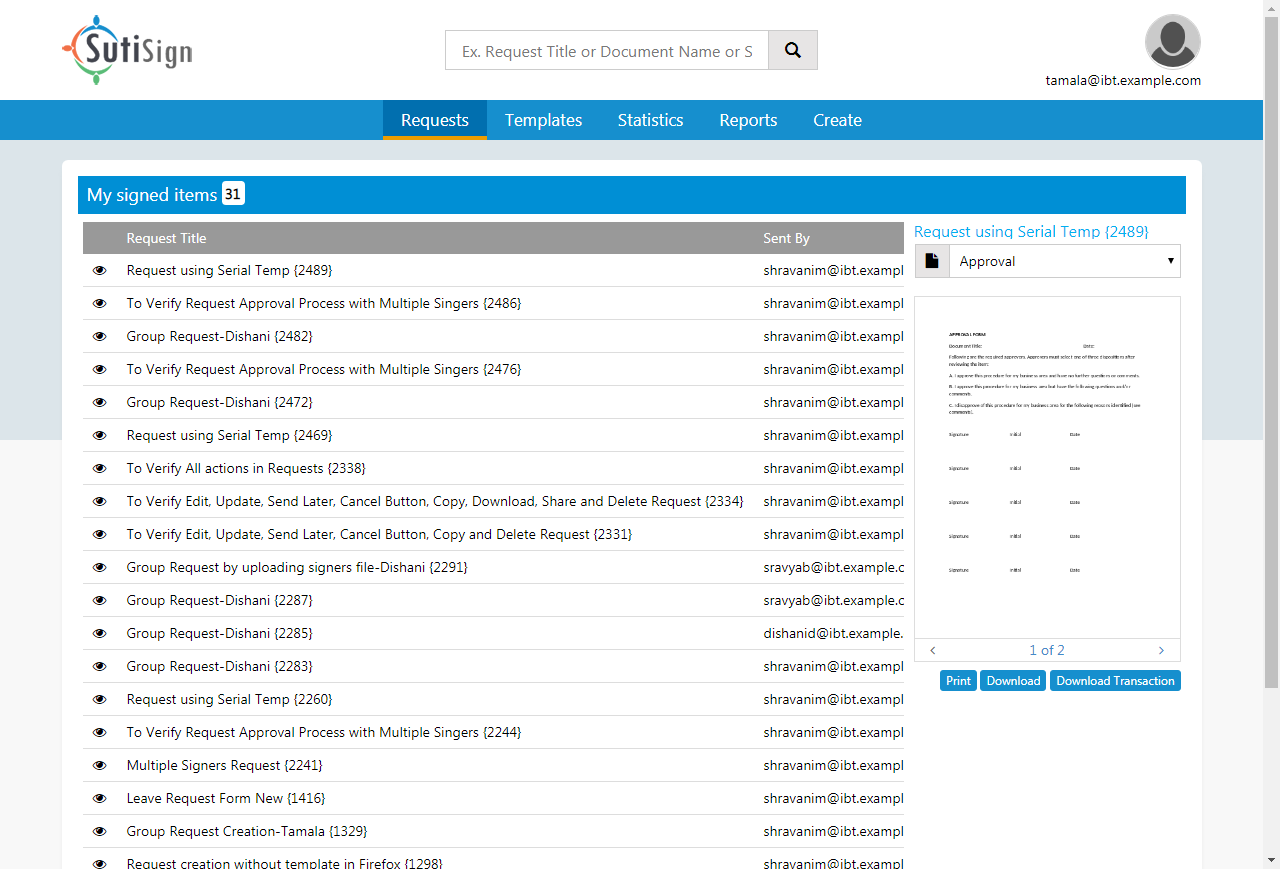 SutiSign
Ex. Request Title or Document Name or S
tamala@ibt.example.com
Requests Templates Statistics Reports Create
My signed items 31
Request Title Sent By
Request using Serial Temp {2489} shravanim@ibt.exampl
To Verify Request Approval Process with Multiple Singers {2486} shravanim@ibt.exampl
Group Request-Dishani {2482} shravanim@ibt.exampl
To Verify Request Approval Process with Multiple Singers {2476} shravanim@ibt.exampl
Group Request-Dishani {2472} shravanim@ibt.exampl
Request using Serial Temp {2469} shravanim@ibt.exampl
To Verify All actions in Requests {2338} shravanim@ibt.exampl
To Verify Edit, Update, Send Later, Cancel Button, Copy, Download, Share and Delete Request {2334} shravanim@ibt.exampl
To Verify Edit, Update, Send Later, Cancel Button, Copy and Delete Request {2331} shravanim@ibt.exampl
Group Request by uploading signers file-Dishani {2291} sravyab@ibt.example.c
Group Request-Dishani {2287} sravyab@ibt.example.c
Group Request-Dishani {2285} dishanid@ibt.example.
Group Request-Dishani {2283} shravanim@ibt.exampl
Request using Serial Temp {2260} shravanim@ibt.exampl
To Verify Request Approval Process with Multiple Singers {2244} shravanim@ibt.exampl
Multiple Signers Request {2241} shravanim@ibt.exampl
Leave Request Form New {1416} shravanim@ibt.exampl
Group Request Creation-Tamala {1329} shravanim@ibt.exampl
Request creation without template in Firefox {1298} shravanim@ibt.exampl
Request using Serial Temp {2489}
Approval
APPROVAL FORM
Document Title: Date:
Following are the required approvers. Approvers must select one of three dispositions after
reviewing the item:
A. I approve this procedure for my business area and have no further questions or comments.
B. I approve this procedure for my business area but have the following questions and/or
comments.
C. I disapprove of this procedure for my business area for the following reasons identified (see
comments).
Signature Initial Date
Signature Initial Date
Signature Initial Date
Signature Initial Date
Signature Initial Date
1 of 2
Print Download Download Transaction